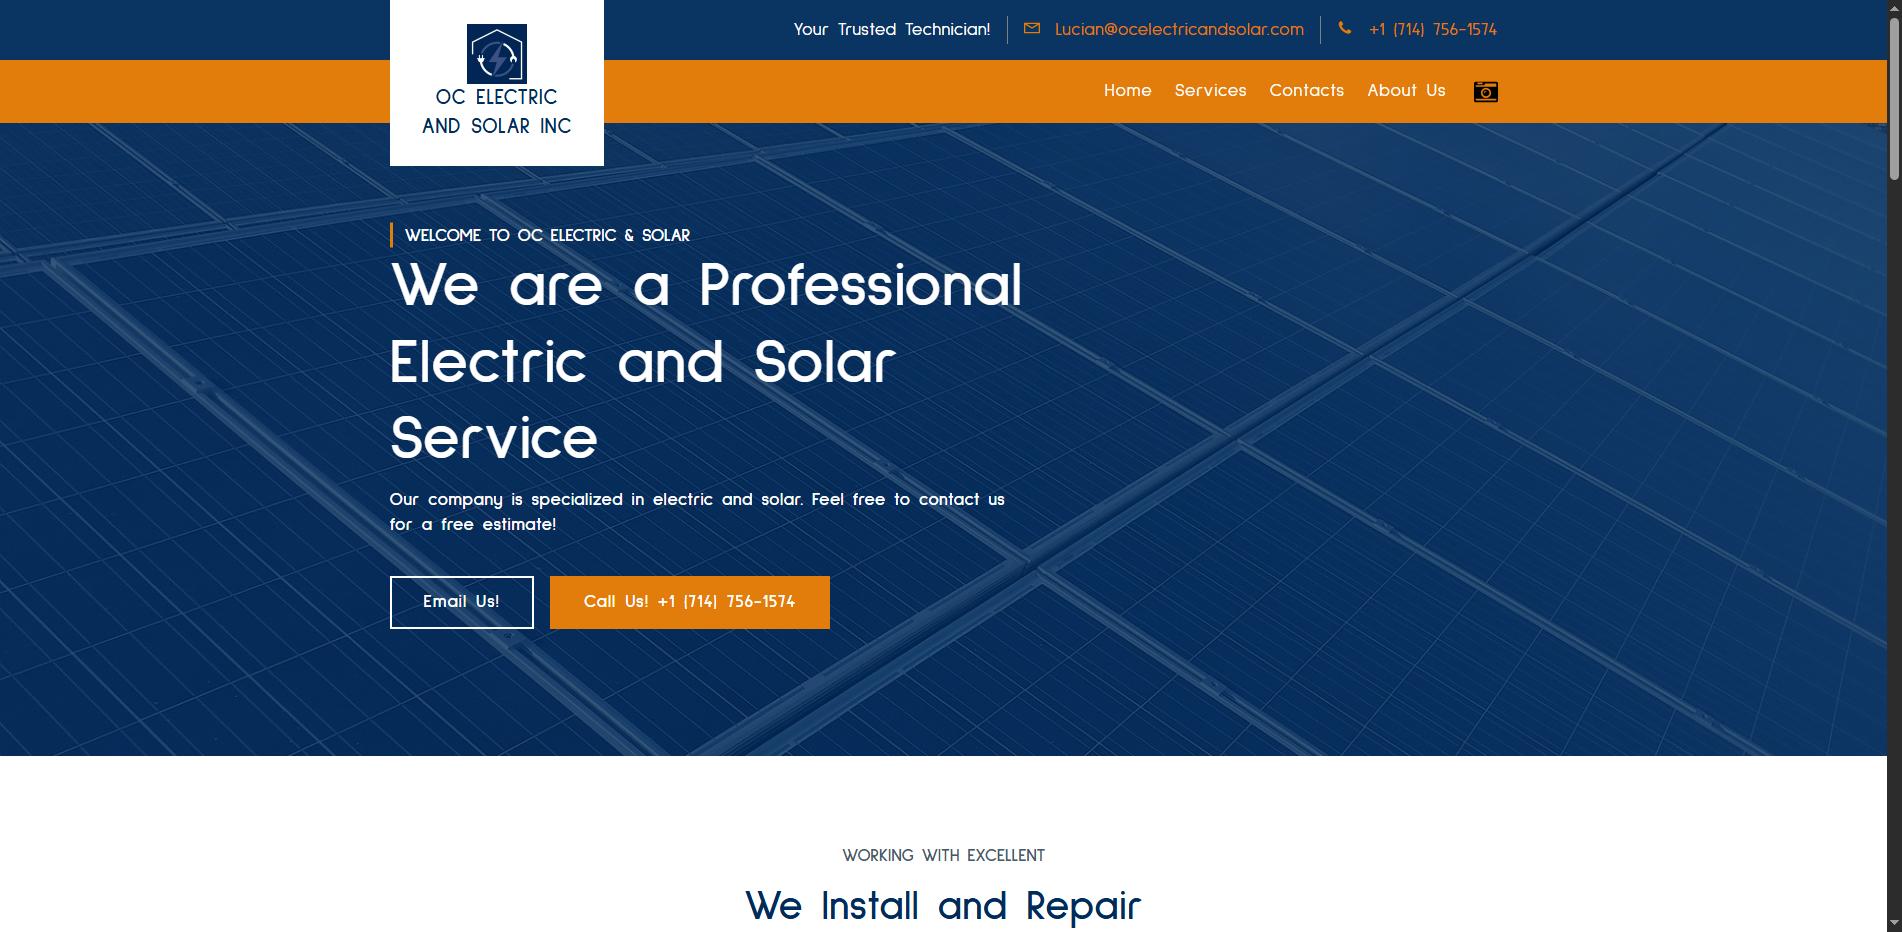 Your Trusted Technician!
Lucian@ocelectricandsolar.com
+1 (714) 756-1574
OC ELECTRIC
AND SOLAR INC
Home
Services
Contacts
About Us
WELCOME TO OC ELECTRIC & SOLAR
We are a Professional
Electric and Solar
Service
Our company is specialized in electric and solar. Feel free to contact us
for a free estimate!
Email Us!
Call Us! +1 (714) 756-1574
WORKING WITH EXCELLENT
We Install and Repair